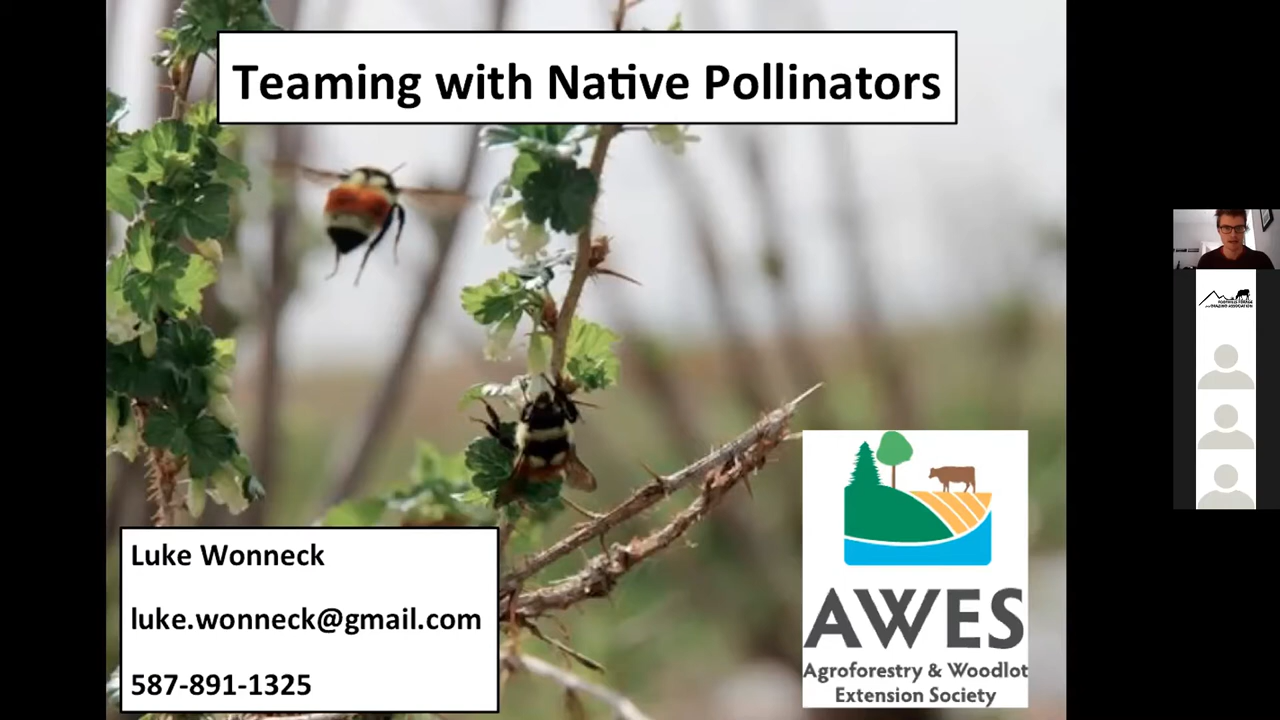 Teaming with Native Pollinators
Luke Wonneck
luke.wonneck@gmail.com
587-891-1325
AWES
Agroforestry & Woodlot
Extension Society